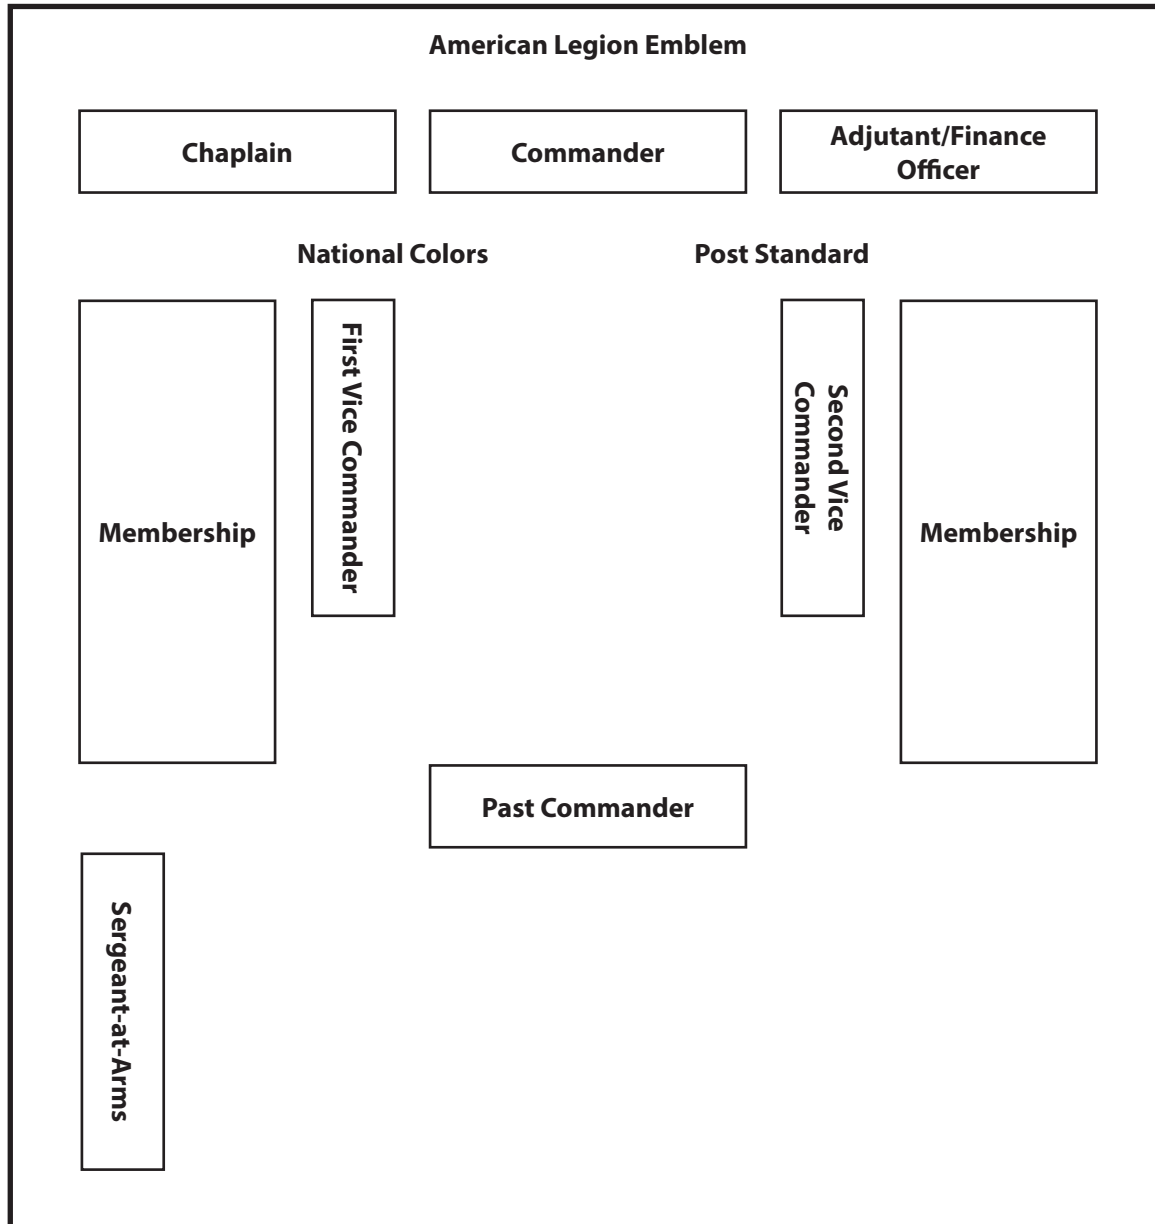 American Legion Emblem
Chaplain
Commander
Adjutant/Finance
Officer
National Colors
Post Standard
Membership
First Vice Commander
Second Vice
Commander
Membership
Past Commander
Sergeant-at-Arms